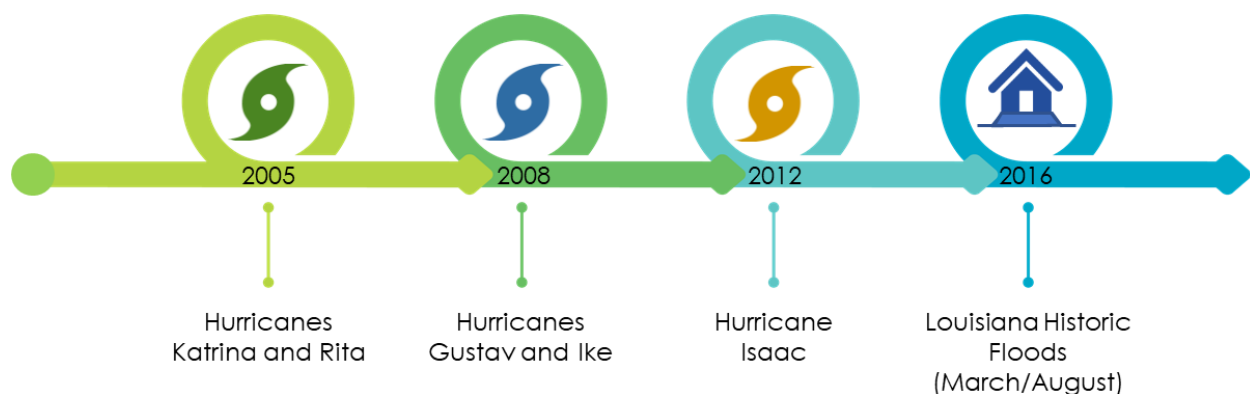 2005
2008
2012
2016
Hurricanes
Katrina and Rita
Hurricanes
Gustav and Ike
Hurricane
Isaac
Louisiana Historic
Floods
(March/August)